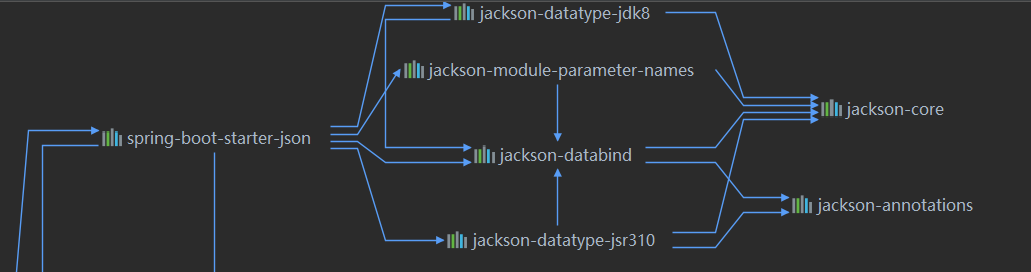 jackson-datatype-jdk8
jackson-module-parameter-names
jackson-core
spring-boot-starter-json
jackson-databind
jackson-annotations
jackson-datatype-jsr310